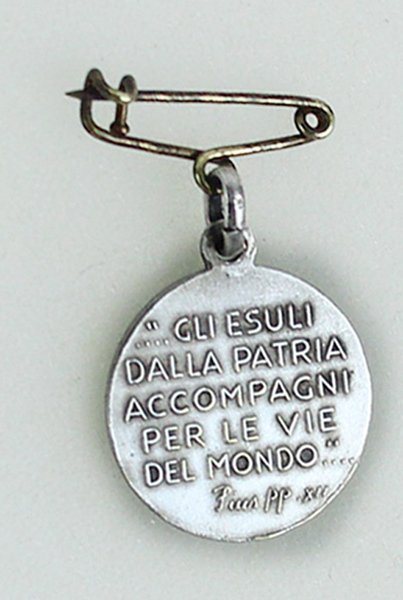 "....GLI ESULI
DALLA PATRIA
ACCOMPAGNI
PER LE VIE
DEL MONDO"....
Pius PP. XII